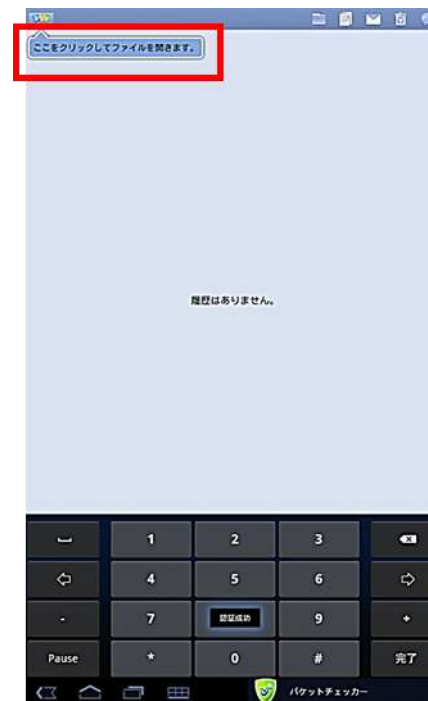 ここをクリックしてファイルを開きます。
履歴はありません。
1 2 3
4 5 6
- 7 認証成功 9 +
Pause * 0 # 完了
パケットチェッカー